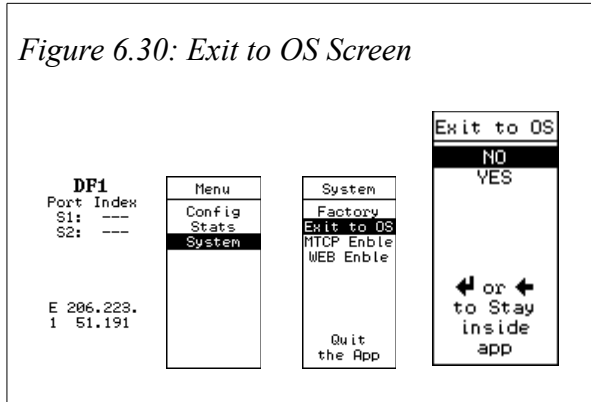 Figure 6.30: Exit to OS Screen
DF1
Port Index
S1: ---
S2: ---
E 206.223.
1 51.191
Menu
Config
Stats
System
System
Factory
Exit to OS
MTCP Enble
WEB Enble
Quit
the App
Exit to OS
NO
YES
↵ or ←
to Stay
inside
app